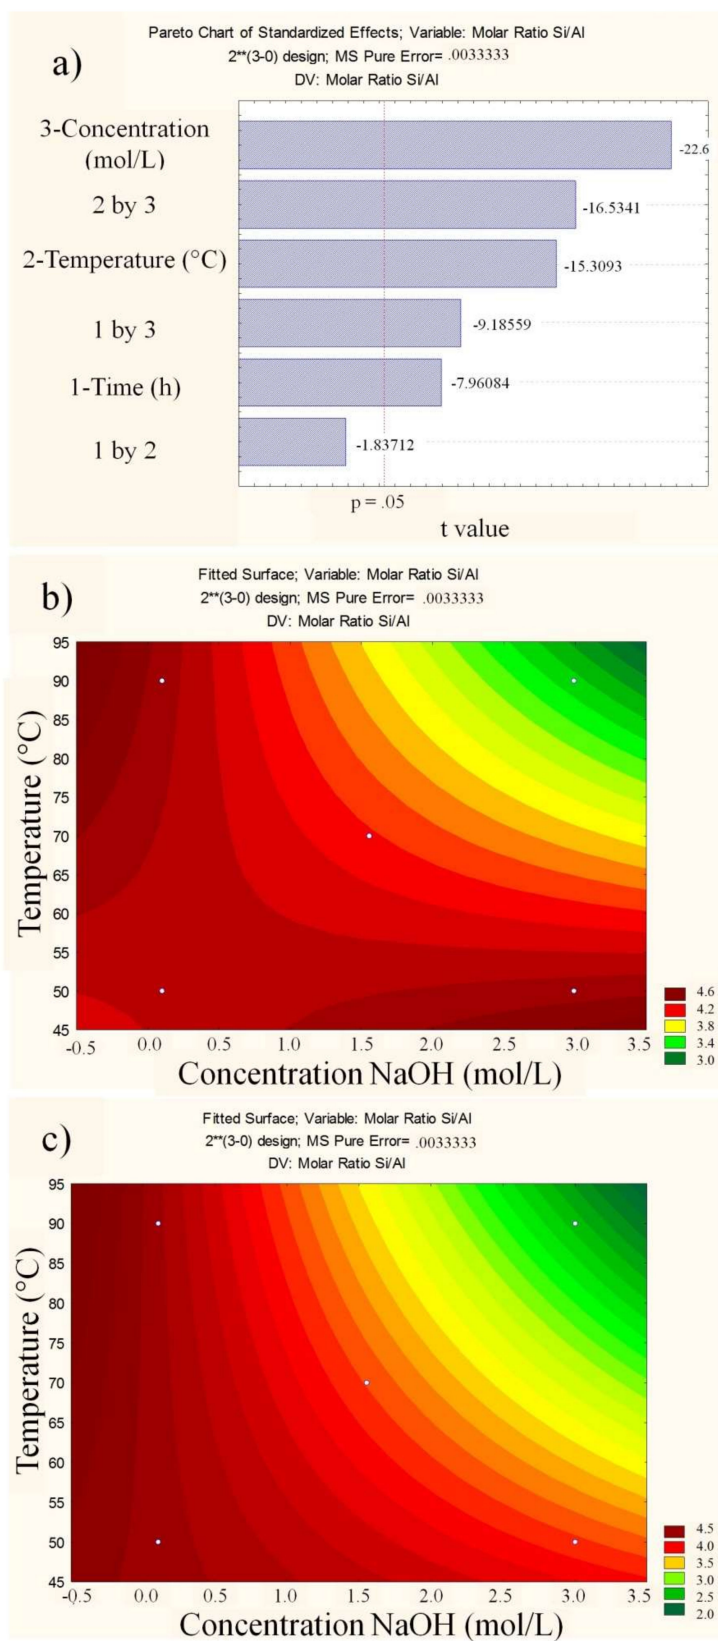 Pareto Chart of Standardized Effects; Variable: Molar Ratio Si/Al
2**(3-0) design; MS Pure Error= .0033333
DV: Molar Ratio Si/Al
a)
3-Concentration
(mol/L)
-22.6
2 by 3
-16.5341
2-Temperature (°C)
-15.3093
1 by 3
-9.18559
1-Time (h)
-7.96084
1 by 2
-1.83712
p = .05
t value
Fitted Surface; Variable: Molar Ratio Si/Al
2**(3-0) design; MS Pure Error= .0033333
DV: Molar Ratio Si/Al
b)
Temperature (°C)
95
90
85
80
75
70
65
60
55
50
45
-0.5 0.0 0.5 1.0 1.5 2.0 2.5 3.0 3.5
Concentration NaOH (mol/L)
4.6
4.2
3.8
3.4
3.0
Fitted Surface; Variable: Molar Ratio Si/Al
2**(3-0) design; MS Pure Error= .0033333
DV: Molar Ratio Si/Al
c)
Temperature (°C)
95
90
85
80
75
70
65
60
55
50
45
-0.5 0.0 0.5 1.0 1.5 2.0 2.5 3.0 3.5
Concentration NaOH (mol/L)
4.5
4.0
3.5
3.0
2.5
2.0